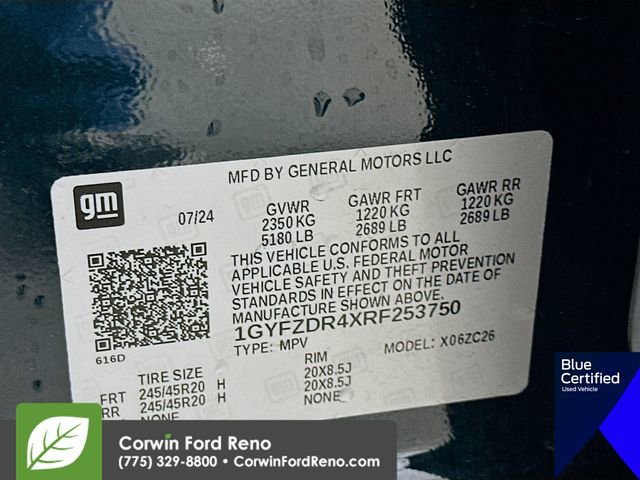 MFD BY GENERAL MOTORS LLC
gm
07/24
GVWR
2350 KG
5180 LB
GAWR FRT
1220 KG
2689 LB
GAWR RR
1220 KG
2689 LB
THIS VEHICLE CONFORMS TO ALL
APPLICABLE U.S. FEDERAL MOTOR
VEHICLE SAFETY AND THEFT PREVENTION
STANDARDS IN EFFECT ON THE DATE OF
MANUFACTURE SHOWN ABOVE.
1GYFZDR4XRF253750
TYPE: MPV MODEL: X06ZC26
616D
TIRE SIZE RIM
FRT 245/45R20 H 20X8.5J
RR 245/45R20 H 20X8.5J
NONE NONE
Blue
Certified
Used Vehicle
Corwin Ford Reno
(775) 329-8800 • CorwinFordReno.com